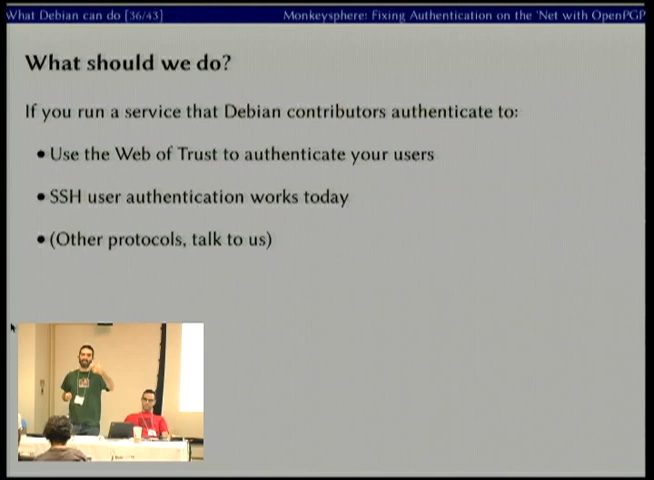 What Debian can do [36/43] Monkeysphere: Fixing Authentication on the 'Net with OpenPGP
What should we do?
If you run a service that Debian contributors authenticate to:
• Use the Web of Trust to authenticate your users
• SSH user authentication works today
• (Other protocols, talk to us)